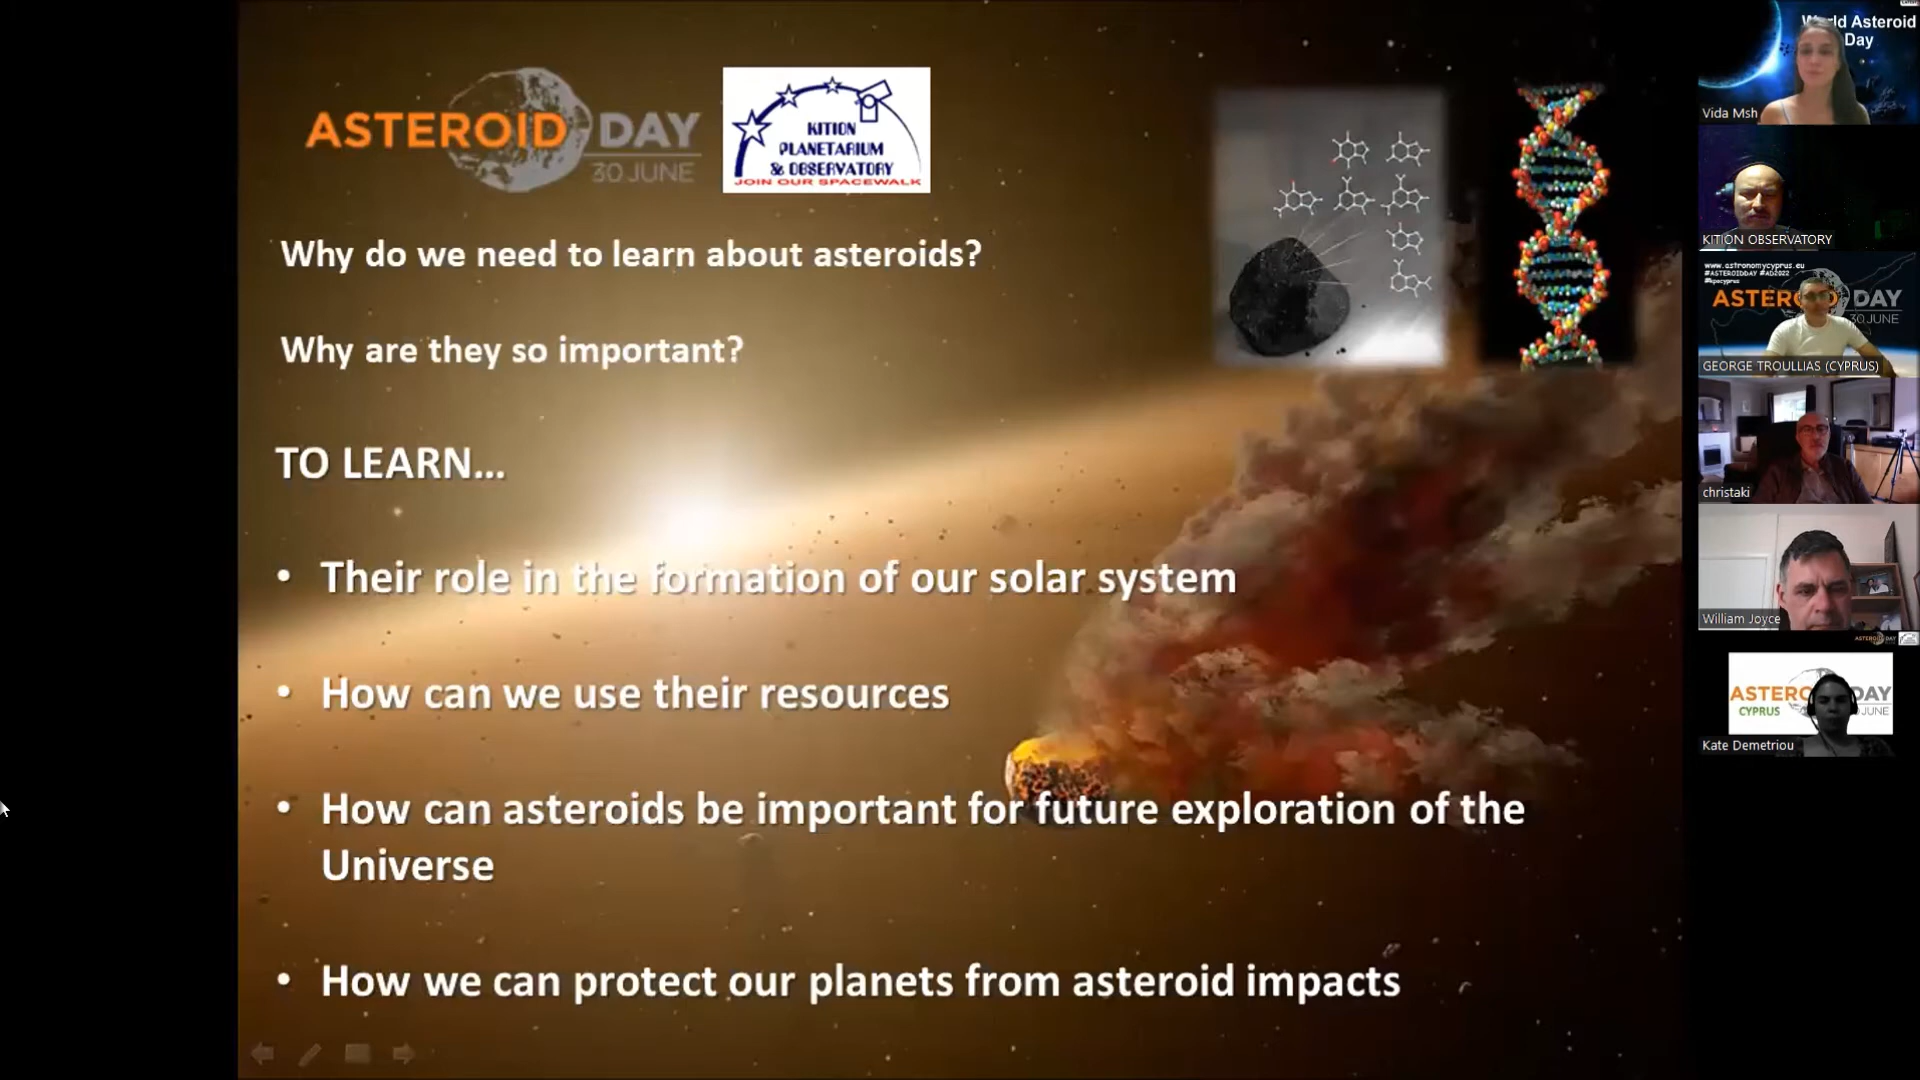 ASTEROID DAY
30 JUNE
KITION
PLANETARIUM
& OBSERVATORY
JOIN OUR SPACEWALK
Why do we need to learn about asteroids?
Why are they so important?
TO LEARN...
• Their role in the formation of our solar system
• How can we use their resources
• How can asteroids be important for future exploration of the
Universe
• How we can protect our planets from asteroid impacts
World Asteroid
Day
Vida Msh
KITION OBSERVATORY
www.astronomycyprus.eu
#ASTEROIDDAY #AD2022
#kpocyprus
ASTEROID DAY
30 JUNE
GEORGE TROULLIAS (CYPRUS)
christaki
William Joyce
ASTEROID DAY
CYPRUS
JUNE
Kate Demetriou